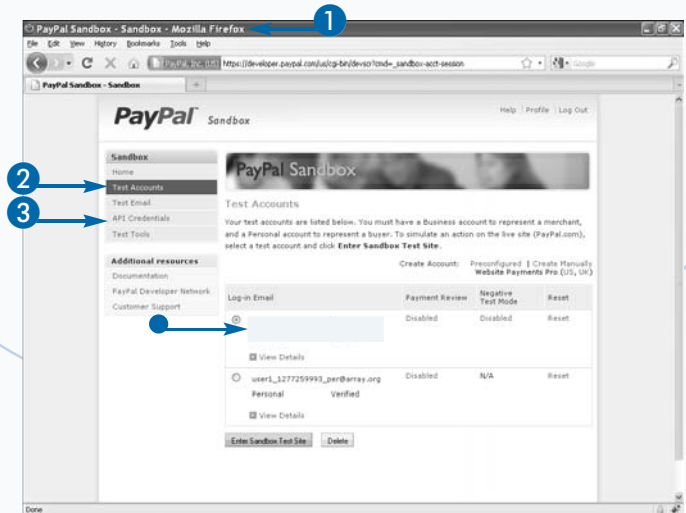 PayPal Sandbox - Sandbox - Mozilla Firefox
1
File Edit View History Bookmarks Tools Help
PayPal, Inc. (US) https://developer.paypal.com/us/cgi-bin/devscr?cmd=_sandbox-acct-session
Google
PayPal Sandbox - Sandbox
PayPal Sandbox
Help Profile Log Out
Sandbox
Home
2
Test Accounts
Test Email
3
API Credentials
Test Tools
Additional resources
Documentation
PayPal Developer Network
Customer Support
PayPal Sandbox
Test Accounts
Your test accounts are listed below. You must have a Business account to represent a merchant,
and a Personal account to represent a buyer. To simulate an action on the live site (PayPal.com),
select a test account and click Enter Sandbox Test Site.
Create Account: Preconfigured | Create Manually
Website Payments Pro (US, UK)
Log-in Email Payment Review Negative Test Mode Reset
Disabled Disabled Reset
View Details
user1_1277259993_per@array.org Disabled N/A Reset
Personal Verified
View Details
Enter Sandbox Test Site Delete
Done